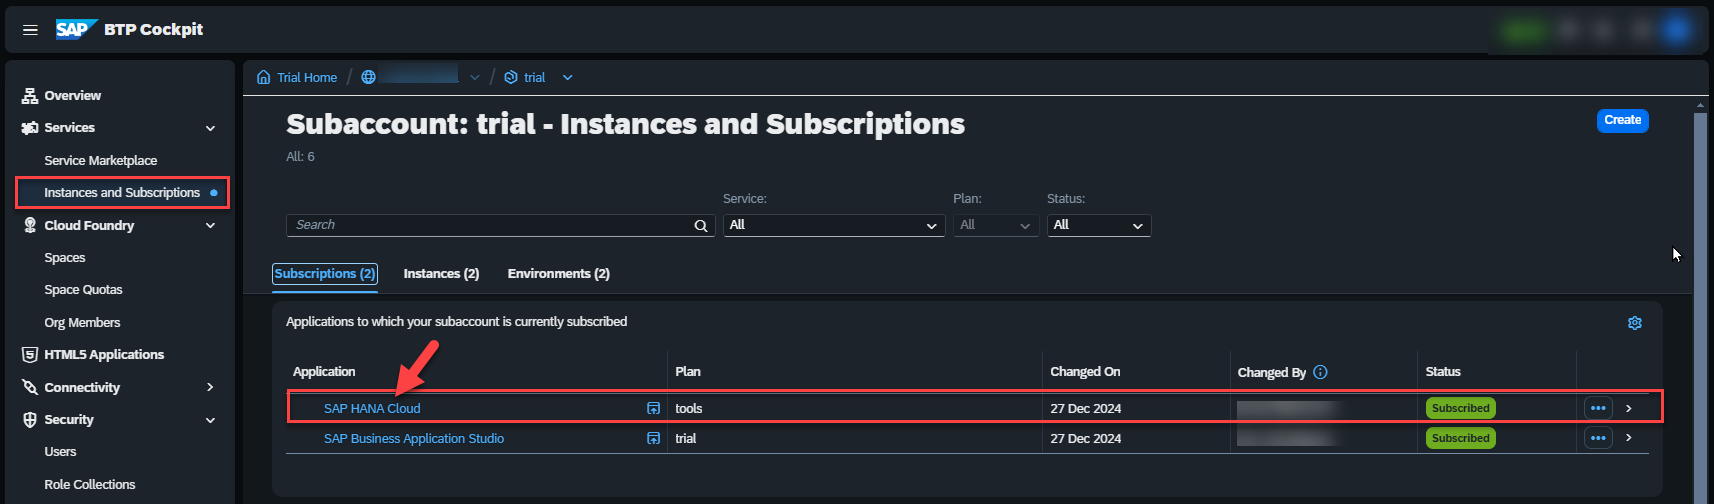 SAP BTP Cockpit
Trial Home / / trial
Overview
Services
Service Marketplace
Instances and Subscriptions
Cloud Foundry
Spaces
Space Quotas
Org Members
HTML5 Applications
Connectivity
Security
Users
Role Collections
Subaccount: trial - Instances and Subscriptions
Create
All: 6
Service: Plan: Status:
Search All All All
Subscriptions (2) Instances (2) Environments (2)
Applications to which your subaccount is currently subscribed
Application Plan Changed On Changed By Status
SAP HANA Cloud tools 27 Dec 2024 Subscribed
SAP Business Application Studio trial 27 Dec 2024 Subscribed